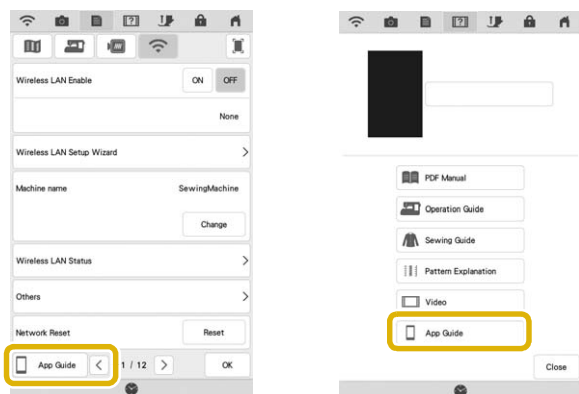 Wireless LAN Enable ON OFF
None
Wireless LAN Setup Wizard >
Machine name SewingMachine
Change
Wireless LAN Status >
Others >
Network Reset Reset
App Guide < 1 / 12 > OK
PDF Manual
Operation Guide
Sewing Guide
Pattern Explanation
Video
App Guide
Close